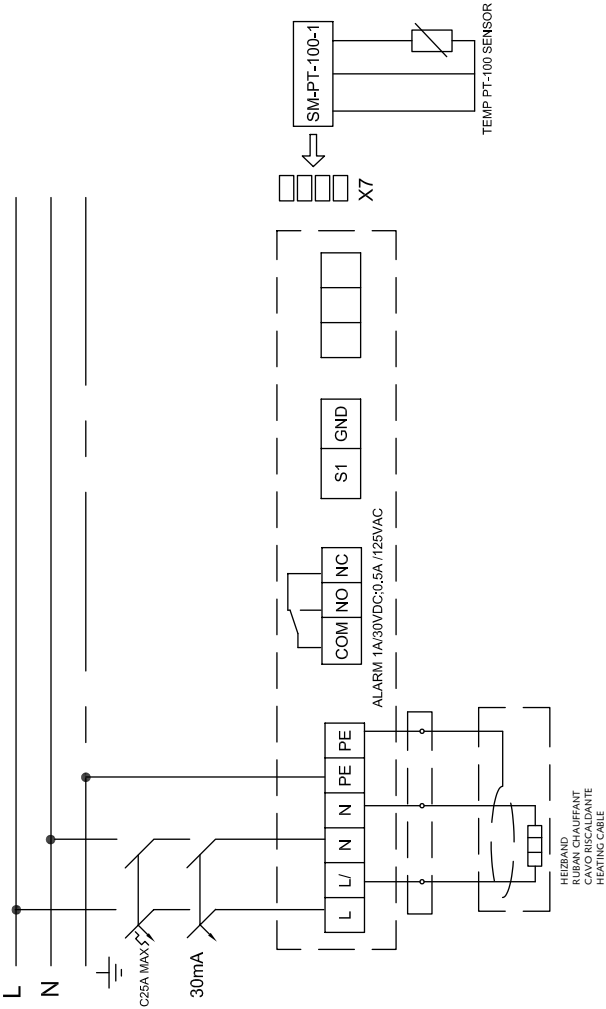 L
N
C25A MAX
30mA
L
L/
N
N
PE
PE
COM
NO
NC
ALARM 1A/30VDC;0.5A /125VAC
S1
GND
X7
SM-PT-100-1
TEMP PT-100 SENSOR
HEIZBAND
RUBAN CHAUFFANT
CAVO RISCALDANTE
HEATING CABLE